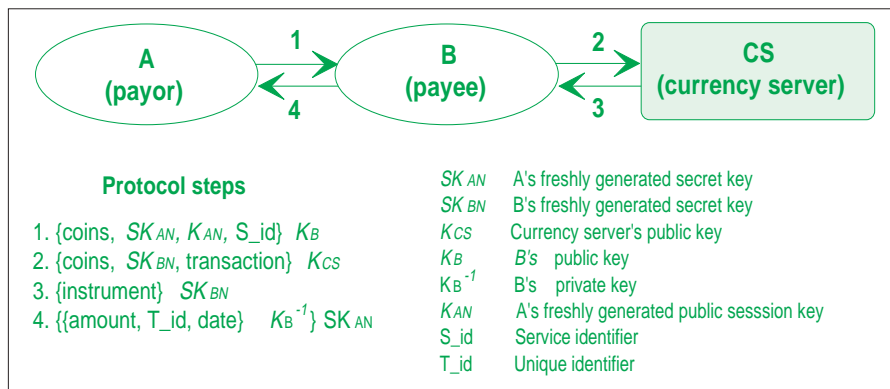 1
2
A
(payor)
B
(payee)
CS
(currency server)
4
3
Protocol steps
1. {coins, SK AN, K AN, S_id} K B
2. {coins, SK BN, transaction} K CS
3. {instrument} SK BN
4. {{amount, T_id, date} K B -1 } SK AN
SK AN A's freshly generated secret key
SK BN B's freshly generated secret key
K CS Currency server's public key
K B B's public key
K B -1 B's private key
K AN A's freshly generated public sesssion key
S_id Service identifier
T_id Unique identifier